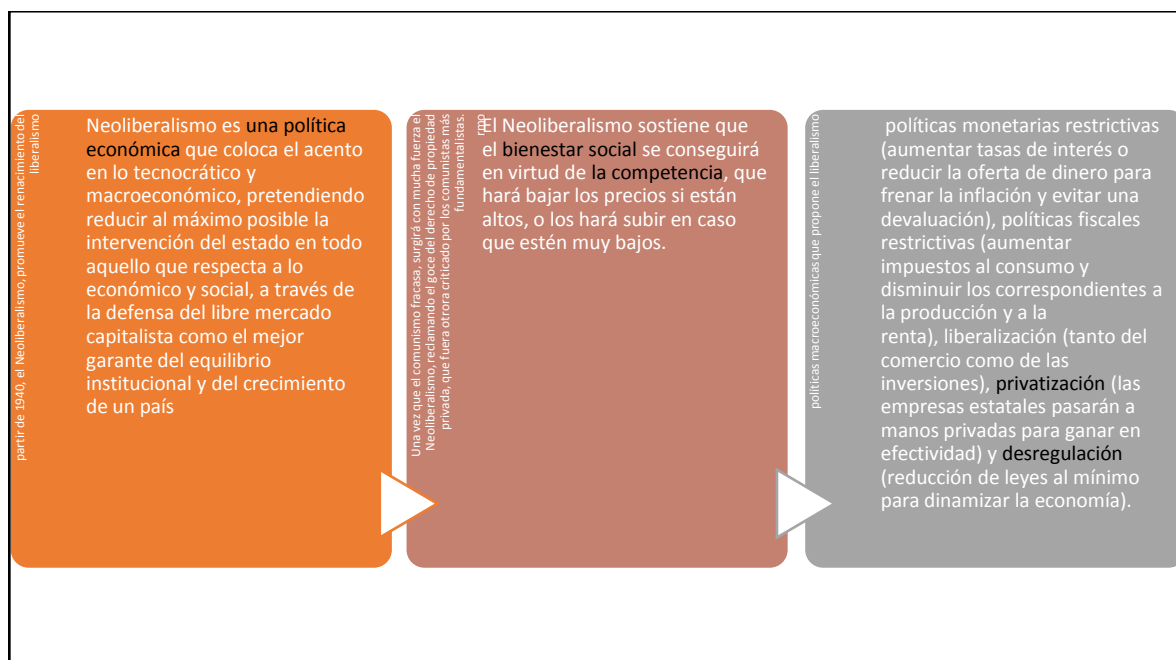 partir de 1940, el Neoliberalismo, promueve el renacimiento del
liberalismo
Neoliberalismo es una política
económica que coloca el acento
en lo tecnocrático y
macroeconómico, pretendiendo
reducir al máximo posible la
intervención del estado en todo
aquello que respecta a lo
económico y social, a través de
la defensa del libre mercado
capitalista como el mejor
garante del equilibrio
institucional y del crecimiento
de un país
Una vez que el comunismo fracasa, surgirá con mucha fuerza el
Neoliberalismo, reclamando el goce del derecho de propiedad
privada, que fuera otrora criticado por los comunistas más
fundamentalistas.
El Neoliberalismo sostiene que
el bienestar social se conseguirá
en virtud de la competencia, que
hará bajar los precios si están
altos, o los hará subir en caso
que estén muy bajos.
políticas macroeconómicas que propone el liberalismo
políticas monetarias restrictivas
(aumentar tasas de interés o
reducir la oferta de dinero para
frenar la inflación y evitar una
devaluación), políticas fiscales
restrictivas (aumentar
impuestos al consumo y
disminuir los correspondientes a
la producción y a la
renta), liberalización (tanto del
comercio como de las
inversiones), privatización (las
empresas estatales pasarán a
manos privadas para ganar en
efectividad) y desregulación
(reducción de leyes al mínimo
para dinamizar la economía).